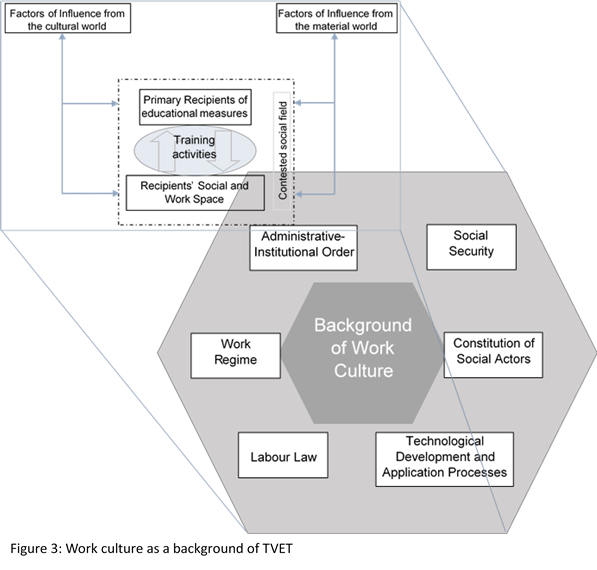 Factors of Influence from
the cultural world
Factors of Influence from
the material world
Primary Recipients of
educational measures
Training
activities
Contested social field
Recipients' Social and
Work Space
Administrative-
Institutional Order
Social
Security
Background
of Work
Culture
Work
Regime
Constitution of
Social Actors
Labour Law
Technological
Development and
Application Processes
Figure 3: Work culture as a background of TVET